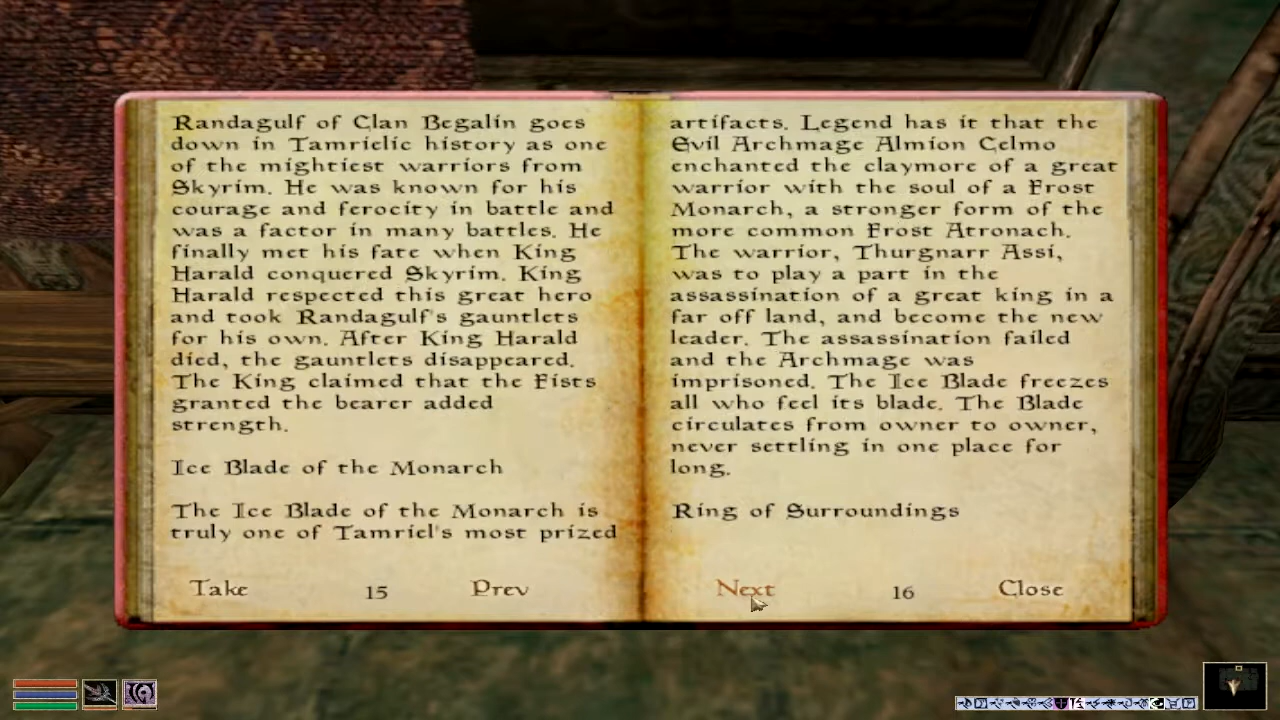 Randagulf of Clan Begalin goes
down in Tamrielic history as one
of the mightiest warriors from
Skyrim. He was known for his
courage and ferocity in battle and
was a factor in many battles. He
finally met his fate when King
Harald conquered Skyrim. King
Harald respected this great hero
and took Randagulf's gauntlets
for his own. After King Harald
died, the gauntlets disappeared.
The King claimed that the Fists
granted the bearer added
strength.
Ice Blade of the Monarch
The Ice Blade of the Monarch is
truly one of Tamriel's most prized
Take 15 Prev
artifacts. Legend has it that the
Evil Archmage Almion Celmo
enchanted the claymore of a great
warrior with the soul of a Frost
Monarch, a stronger form of the
more common Frost Atronach.
The warrior, Thurgnarr Assi,
was to play a part in the
assassination of a great king in a
far off land, and become the new
leader. The assassination failed
and the Archmage was
imprisoned. The Ice Blade freezes
all who feel its blade. The Blade
circulates from owner to owner,
never settling in one place for
long.
Ring of Surroundings
Next 16 Close